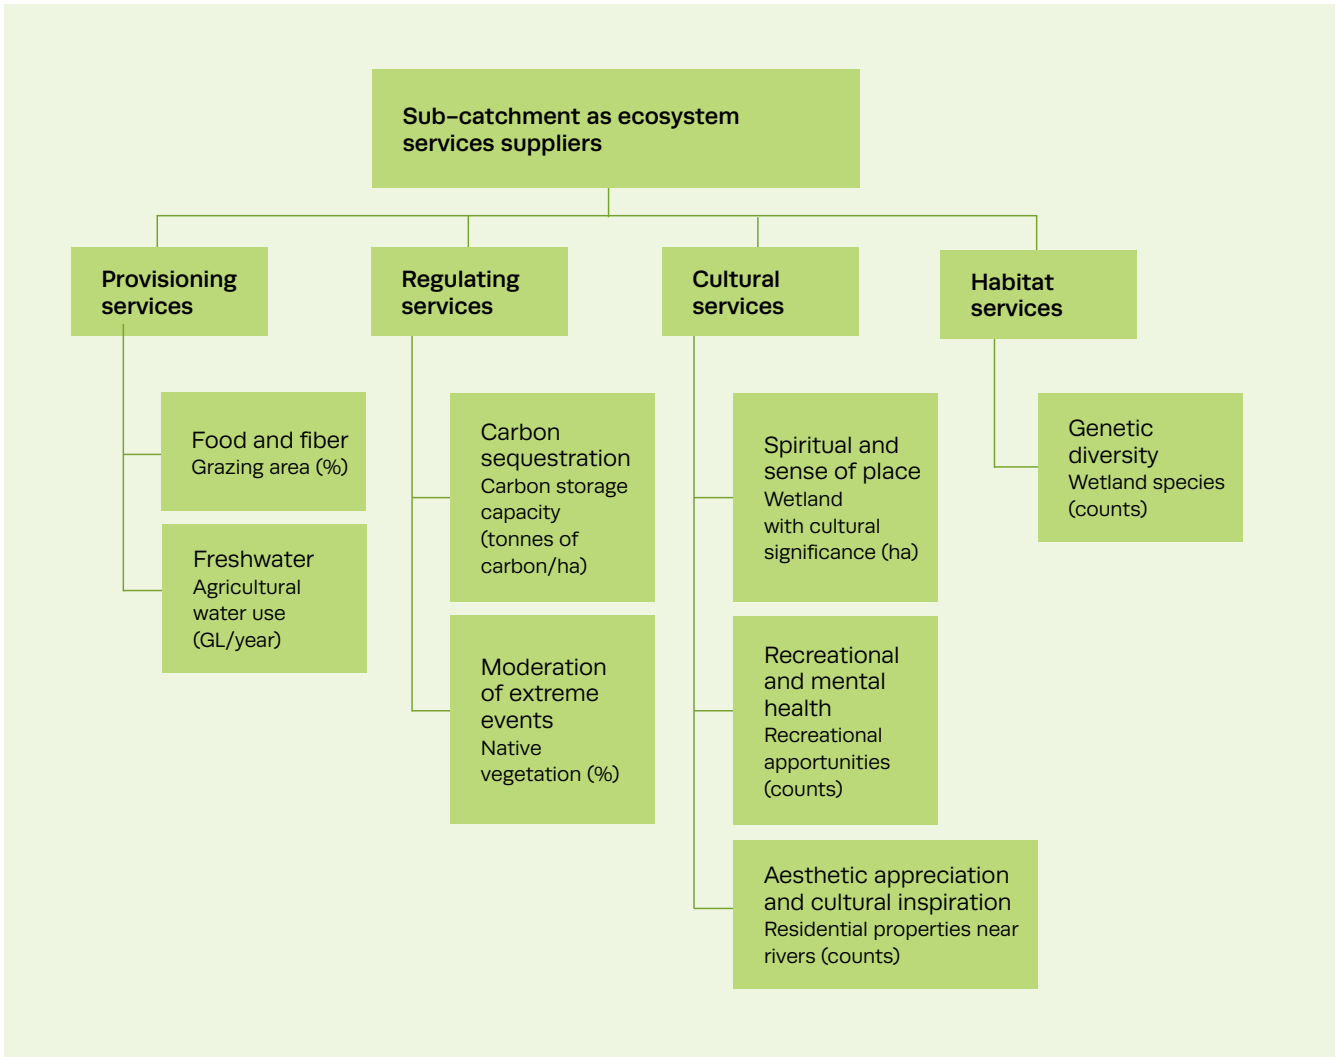 Sub-catchment as ecosystem
services suppliers
Provisioning
services
Regulating
services
Cultural
services
Habitat
services
Food and fiber
Grazing area (%)
Freshwater
Agricultural
water use
(GL/year)
Carbon
sequestration
Carbon storage
capacity
(tonnes of
carbon/ha)
Moderation
of extreme
events
Native
vegetation (%)
Spiritual and
sense of place
Wetland
with cultural
significance (ha)
Recreational
and mental
health
Recreational
apportunities
(counts)
Aesthetic appreciation
and cultural inspiration
Residential properties near
rivers (counts)
Genetic
diversity
Wetland species
(counts)